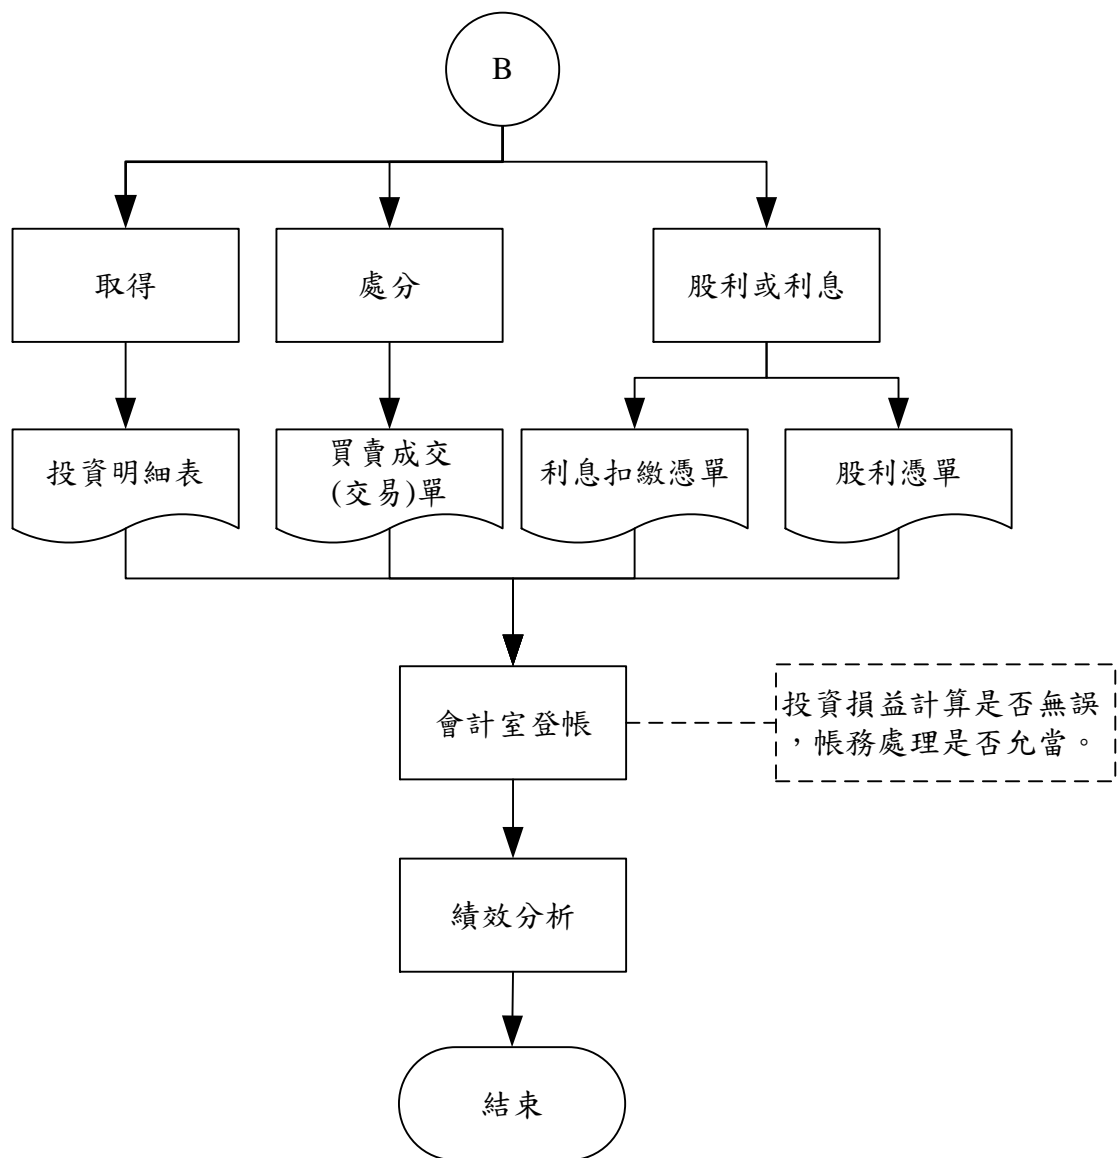 B
取得
處分
股利或利息
投資明細表
買賣成交
(交易)單
利息扣繳憑單
股利憑單
會計室登帳
投資損益計算是否無誤
，帳務處理是否允當。
績效分析
結束